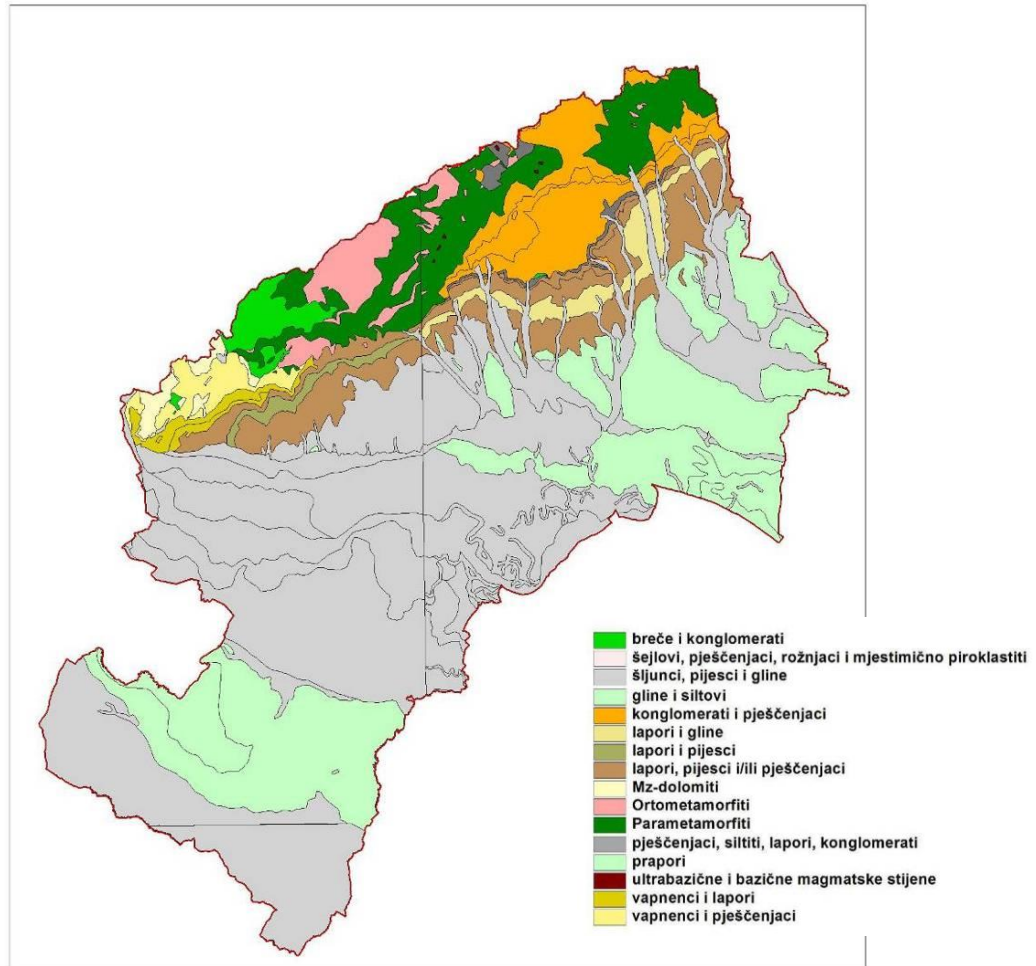 breče i konglomerati
šejlovi, pješčenjaci, rožnjaci i mjestimično piroklastiti
šljunci, pijesci i gline
gline i siltovi
konglomerati i pješčenjaci
lapori i gline
lapori i pijesci
lapori, pijesci i/ili pješčenjaci
Mz-dolomiti
Ortometamorfiti
Parametamorfiti
pješčenjaci, siltiti, lapori, konglomerati
prapori
ultrabazične i bazične magmatske stijene
vapnenci i lapori
vapnenci i pješčenjaci